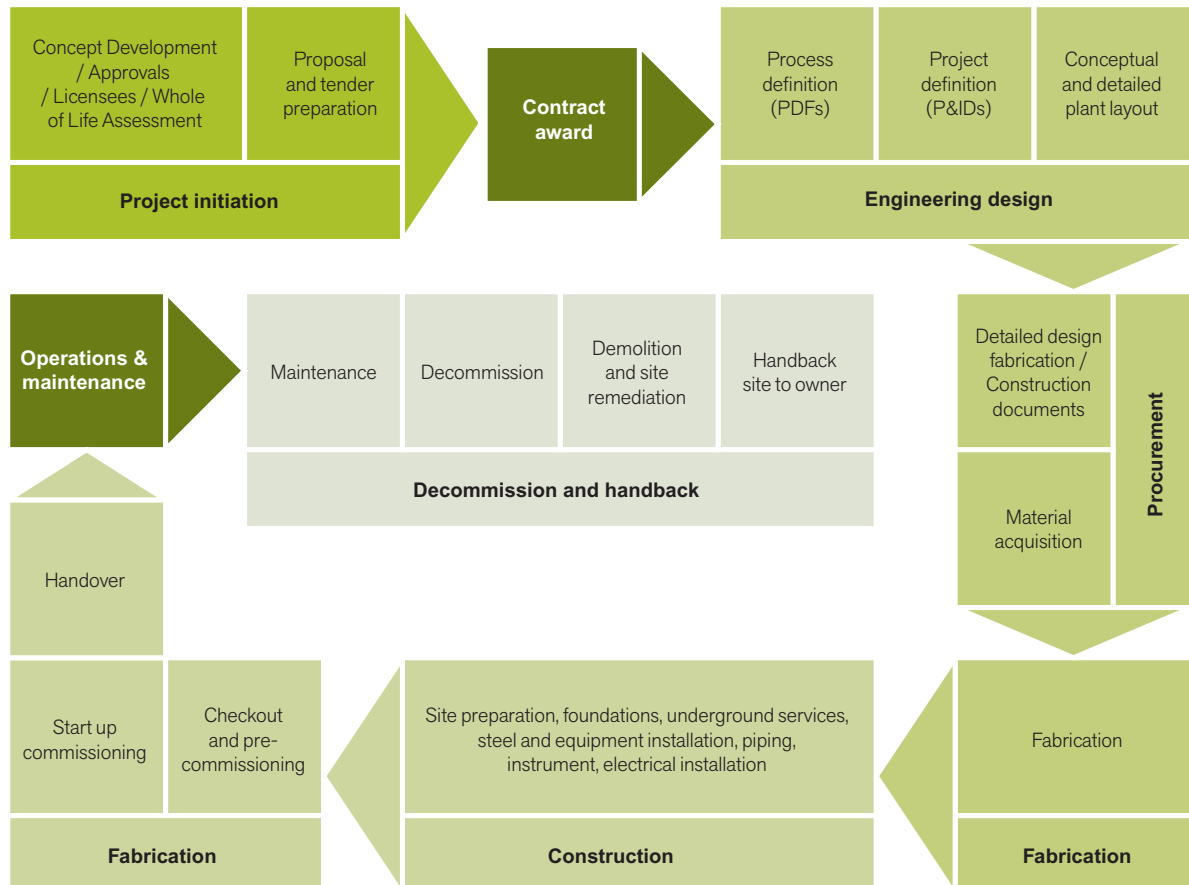 Concept Development
/ Approvals
/ Licensees / Whole
of Life Assessment
Proposal
and tender
preparation
Project initiation
Contract
award
Process
definition
(PDFs)
Project
definition
(P&IDs)
Conceptual
and detailed
plant layout
Engineering design
Detailed design
fabrication /
Construction
documents
Material
acquisition
Procurement
Fabrication
Fabrication
Site preparation, foundations, underground services,
steel and equipment installation, piping,
instrument, electrical installation
Construction
Checkout
and pre-
commissioning
Start up
commissioning
Fabrication
Handover
Operations &
maintenance
Maintenance
Decommission
Demolition
and site
remediation
Handback
site to owner
Decommission and handback